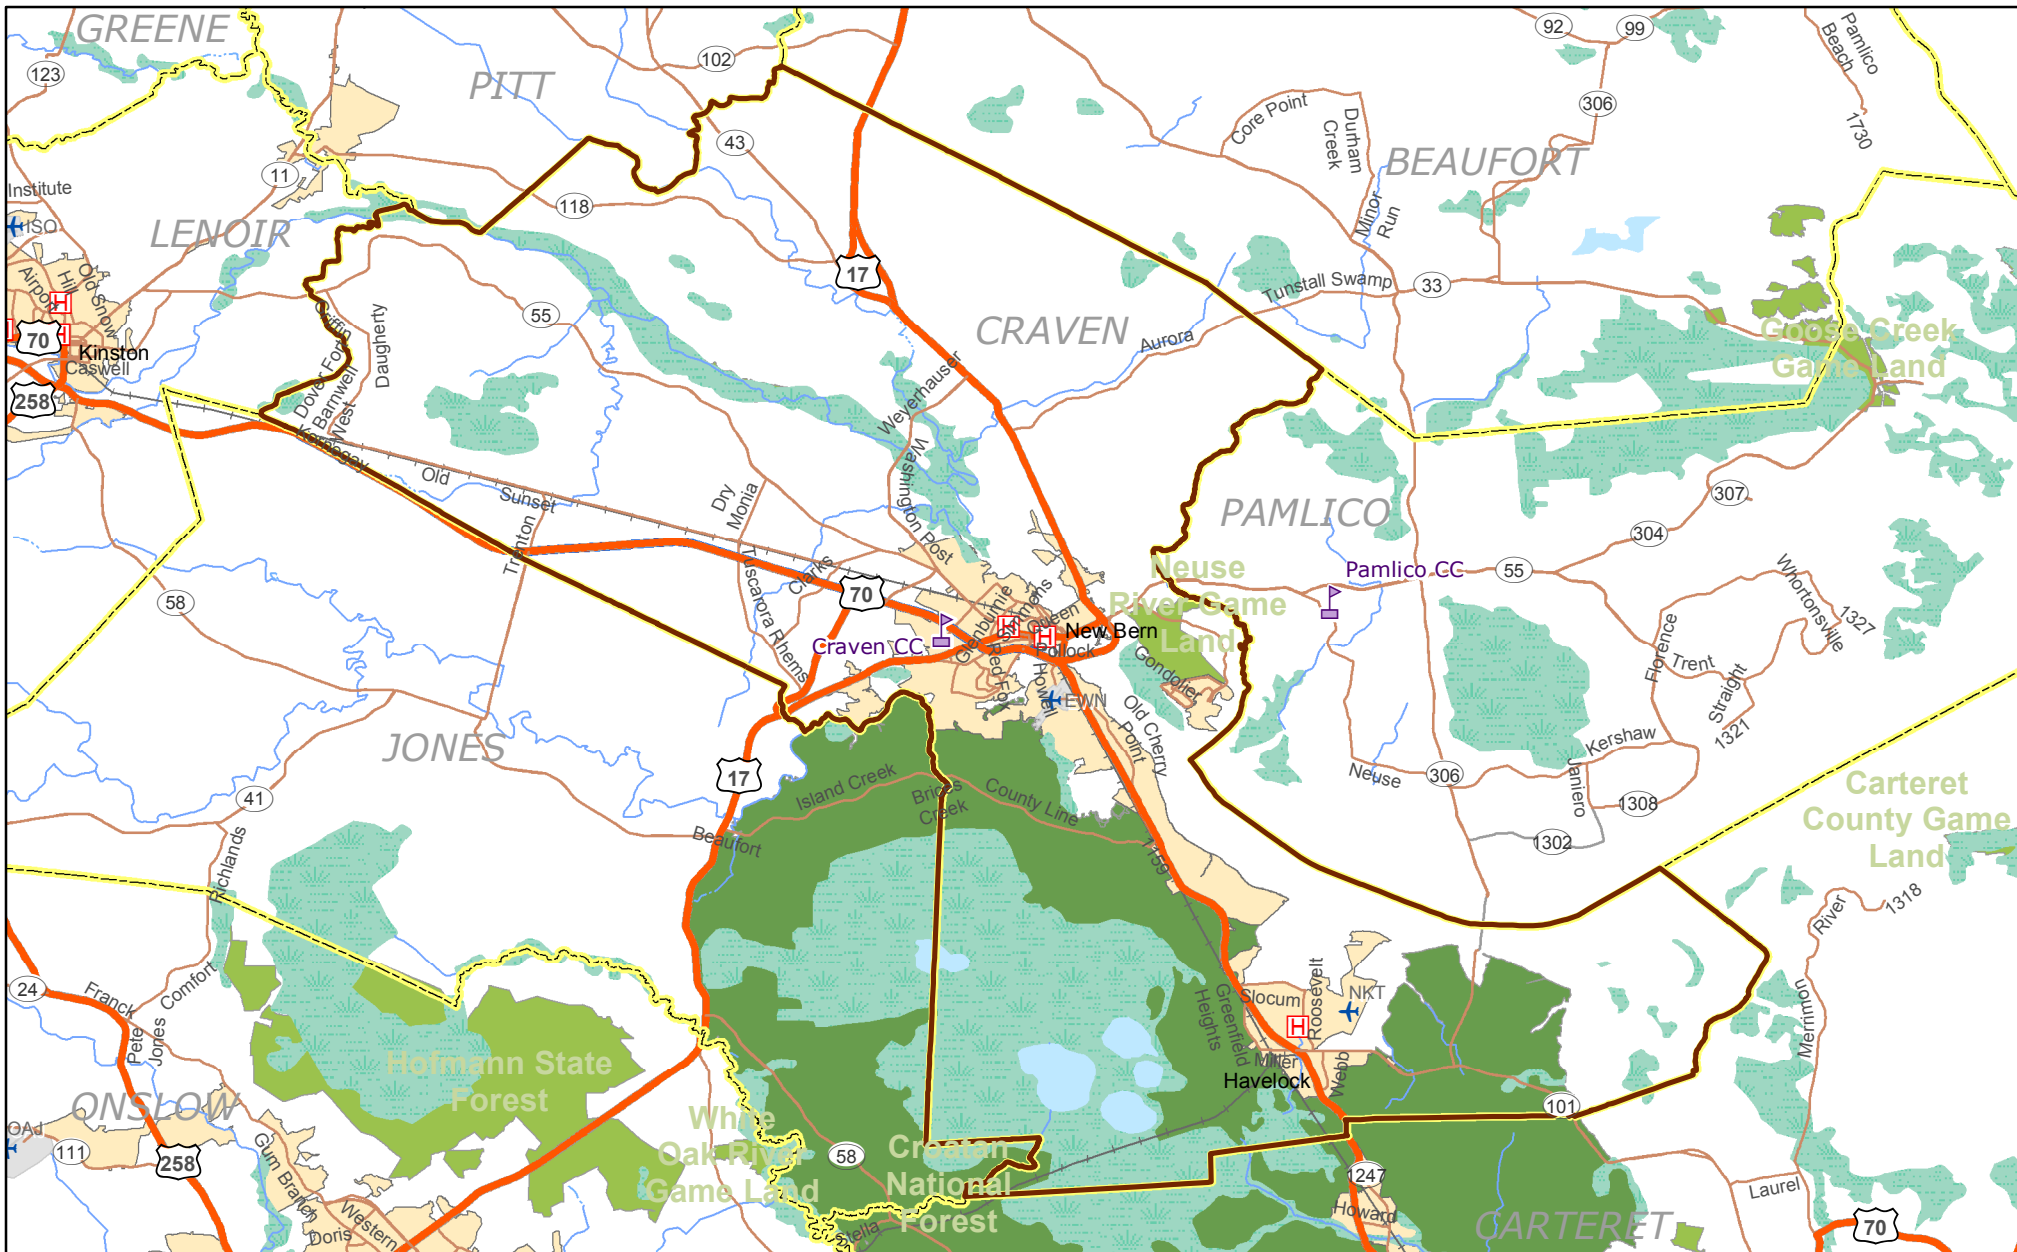 GREENE
PITT
102
92
99
Pamlico
Beach
123
306
1730
Core Point
Durham
Creek
43
BEAUFORT
11
Institute
118
Minor
Run
ISO
LENOIR
17
Tunstall Swamp
33
Airport
Hill
Old Snow
Griffin
Daugherty
55
CRAVEN
Aurora
Goose Creek
Game Land
70
Kinston
Caswell
Dover Fort
Barnwell
West
Weyerhauser
258
Kornegay
Old
Sunset
Dry
Monia
Washington Post
PAMLICO
307
304
Trenton
Tuscarora Rhems
Clarks
70
Neuse
River Game
Land
Pamlico CC
55
Whortonsville
1327
58
Craven CC
Glenburnie
Simmons
Queen
New Bern
Pollock
Red Fox
Howell
EWN
Gondolier
Old Cherry
Point
Florence
Trent
Straight
1321
JONES
17
Island Creek
Brices
Creek
County Line
Neuse
306
Kershaw
Janiero
1308
1302
Carteret
County Game
Land
41
Richlands
Beaufort
1159
River
1318
24
Franck
Comfort
Pete
Jones
Slocum
Roosevelt
NKT
Greenfield
Heights
Miller
Webb
Havelock
Merrimon
Hofmann State
Forest
ONSLOW
OAJ
111
258
Gum Branch
Western
Doris
White
Oak River
Game Land
58
Croatan
National
Forest
Stella
101
1247
Howard
CARTERET
Laurel
70